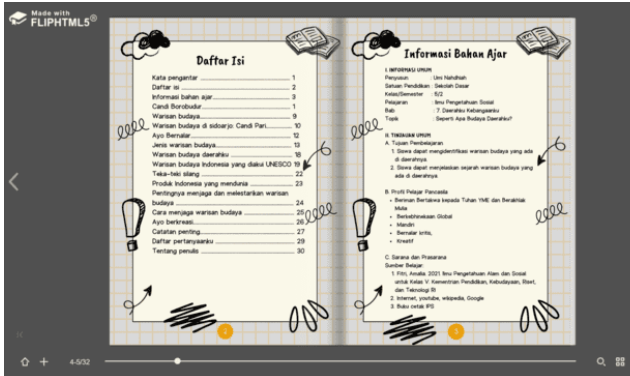 Made with
FLIPHTML5®
Daftar Isi
Kata pengantar ........................ 1
Daftar isi ........................ 2
Informasi bahan ajar ........................ 3
Candi Borobudur ........................ 1
Warisan budaya ........................ 9
Warisan budaya di sidoarjo Candi Pari ........................ 10
Ayo Bernalar ........................ 12
Jenis warisan budaya ........................ 13
Warisan budaya daerahku ........................ 18
Warisan budaya Indonesia yang diakui UNESCO 19
Teka-teki silang ........................ 22
Produk Indonesia yang mendunia ........................ 23
Pentingnya menjaga dan melestarikan warisan
budaya ........................ 24
Cara menjaga warisan budaya ........................ 25
Ayo berkreasi ........................ 26
Catatan penting ........................ 27
Daftar pertanyaanku ........................ 29
Tentang penulis ........................ 30
2
Informasi Bahan Ajar
I. INFORMASI UMUM
Penyusun : Umi Nahdhiah
Satuan Pendidikan : Sekolah Dasar
Kelas/Semester : 5/2
Pelajaran : Ilmu Pengetahuan Sosial
Bab : 7. Daerahku Kebanganku
Topik : Seperti Apa Budaya Daerahku?
II. TINJAUAN UMUM
A. Tujuan Pembelajaran
1. Siswa dapat mengidentifikasi warisan budaya yang ada
di daerahnya.
2. Siswa dapat menjelaskan sejarah warisan budaya yang
ada di daerahnya
B. Profil Pelajar Pancasila
• Beriman Bertakwa kepada Tuhan YME dan Berakhlak
Mulia
• Berkebhinekaan Global
• Mandiri
• Bernalar kritis,
• Kreatif
C. Sarana dan Prasarana
Sumber Belajar:
1. Fitri, Amalia. 2021. Ilmu Pengetahuan Alam dan Sosial
untuk Kelas V. Kementrian Pendidikan, Kebudayaan, Riset,
dan Teknologi RI
2. Internet, youtube, wikipedia, Google
3. Buku cetak IPS
3
4-5/32